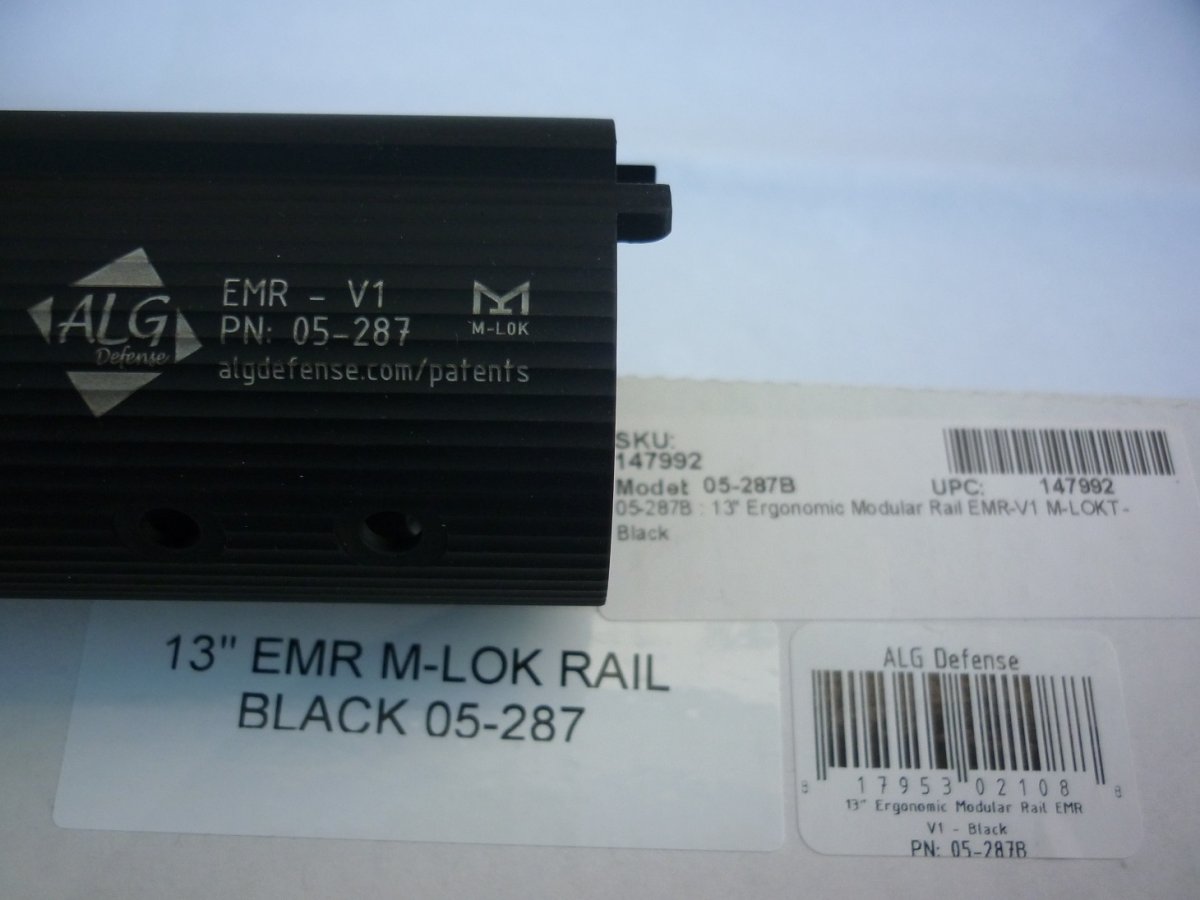 ALG
Defense
EMR - V1
PN: 05-287
algdefense.com/patents
M-LOK
SKU:
147992
Model: 05-287B
UPC: 147992
05-287B : 13" Ergonomic Modular Rail EMR-V1 M-LOKT -
Black
13" EMR M-LOK RAIL
BLACK 05-287
ALG Defense
8 17953 02108 8
13" Ergonomic Modular Rail EMR
V1 - Black
PN: 05-287B